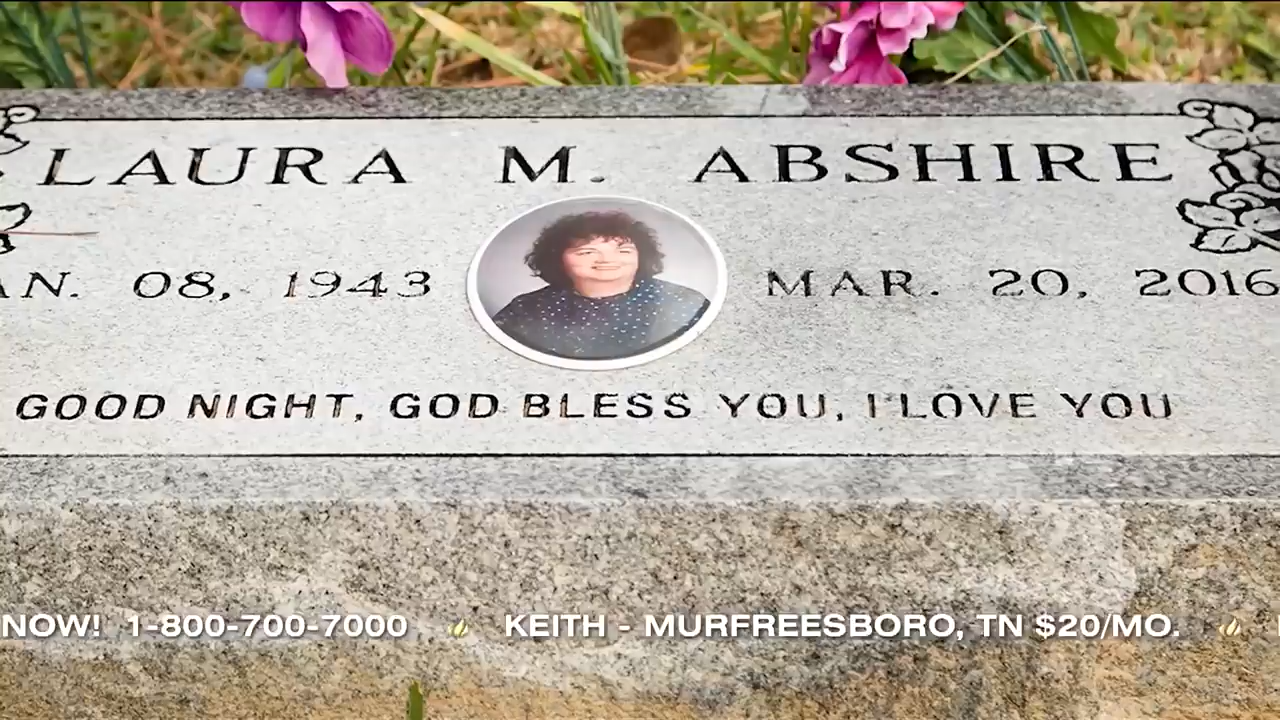 LAURA M. ABSHIRE
AN. 08, 1943 MAR. 20, 2016
GOOD NIGHT, GOD BLESS YOU, I LOVE YOU
NOW! 1-800-700-7000 KEITH - MURFREESBORO, TN $20/MO.